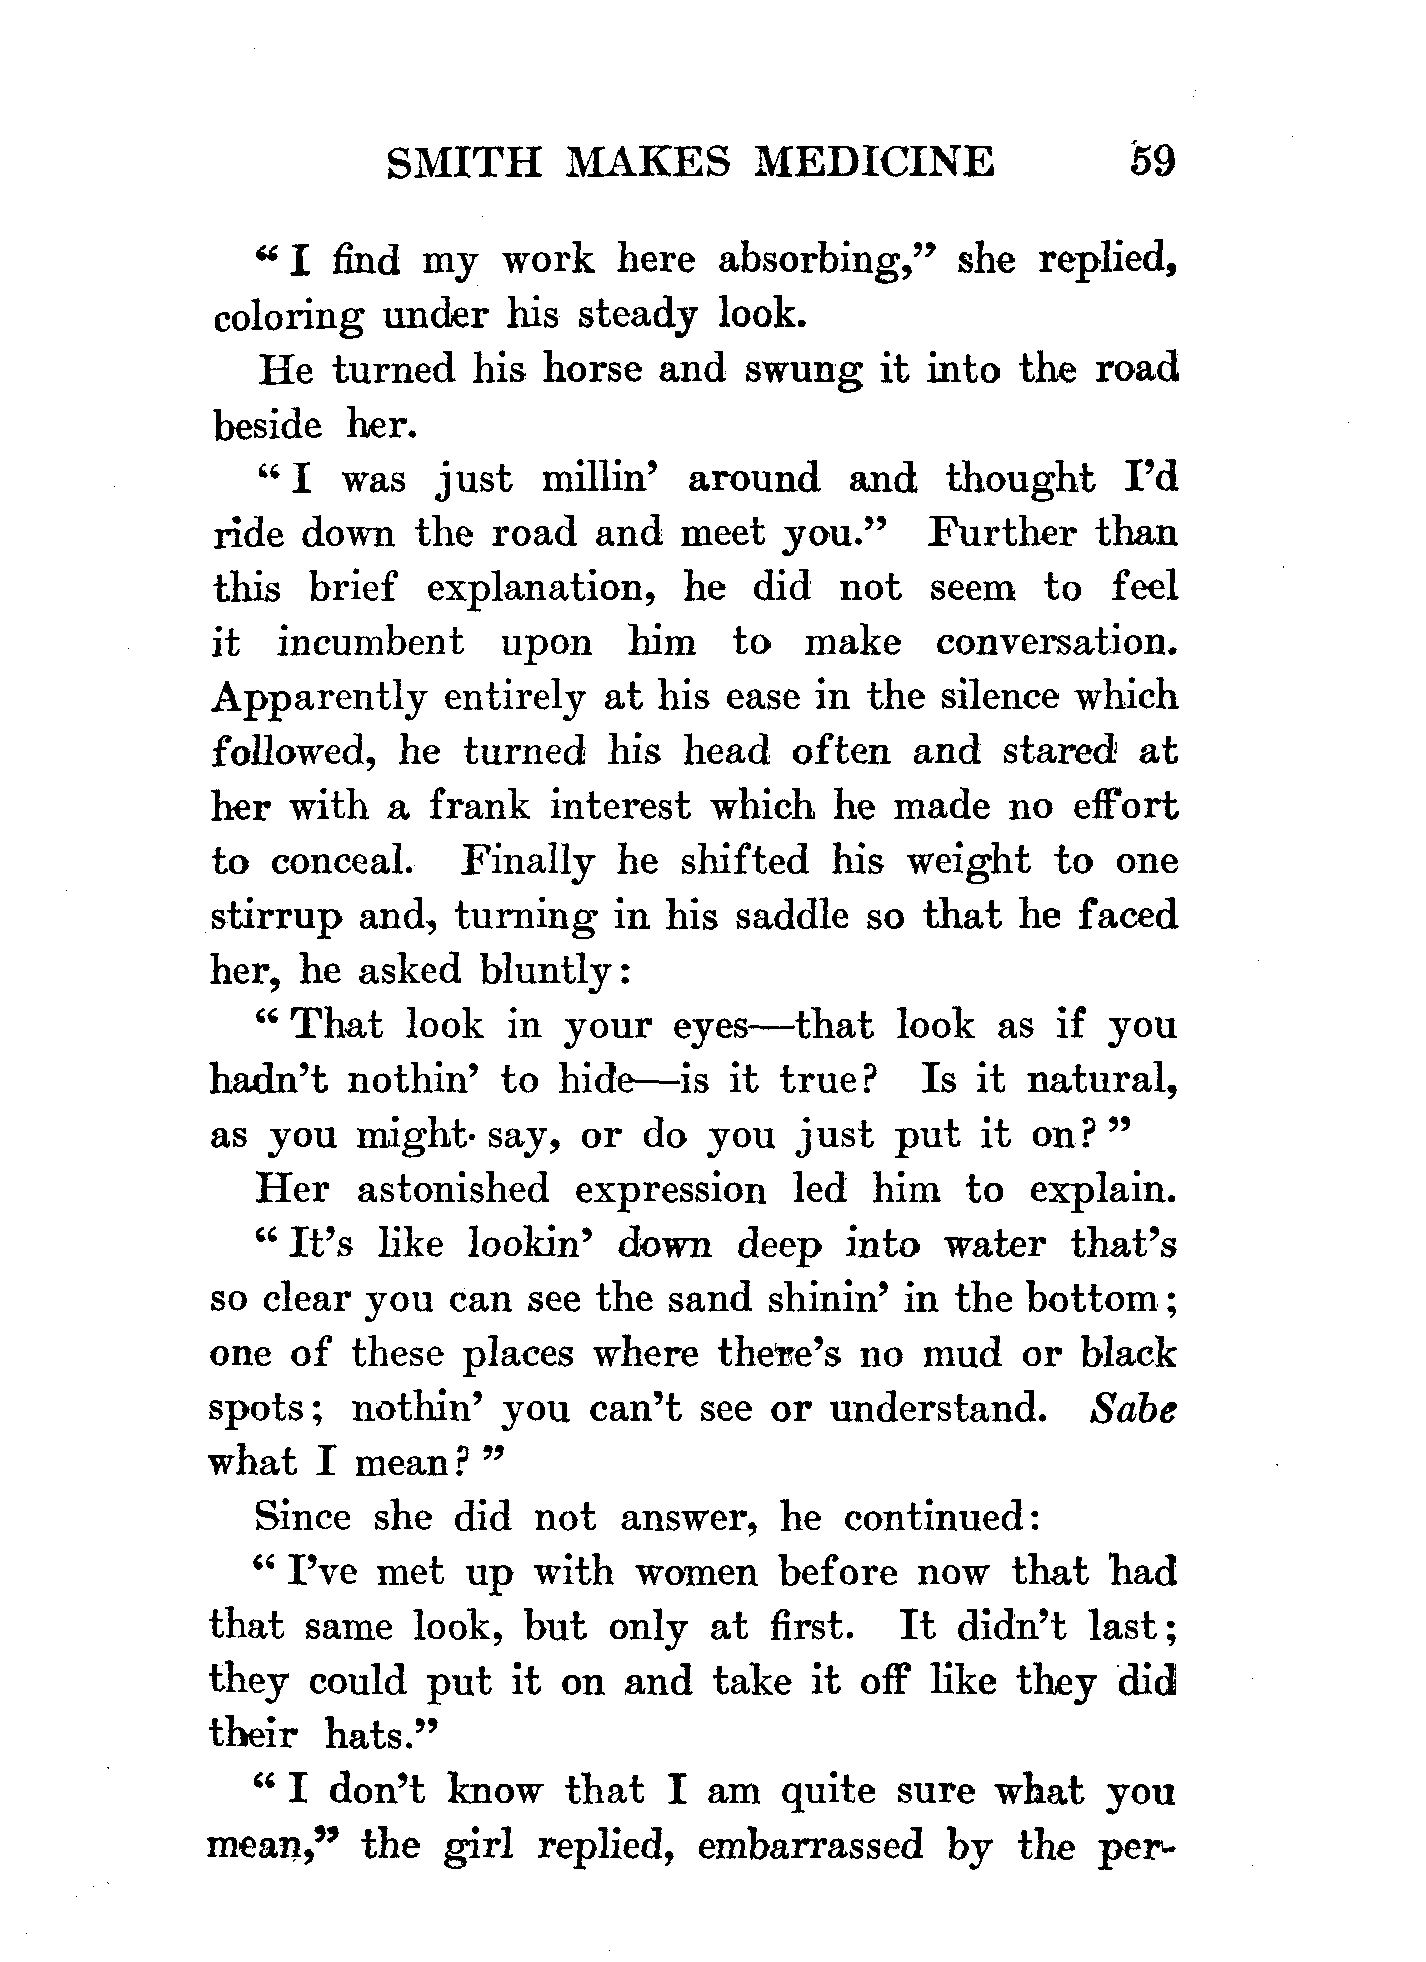 SMITH MAKES MEDICINE 59
“ I find my work here absorbing,” she replied,
coloring under his steady look.
He turned his horse and swung it into the road
beside her.
“ I was just millin’ around and thought I’d
ride down the road and meet you.” Further than
this brief explanation, he did not seem to feel
it incumbent upon him to make conversation.
Apparently entirely at his ease in the silence which
followed, he turned his head often and stared at
her with a frank interest which he made no effort
to conceal. Finally he shifted his weight to one
stirrup and, turning in his saddle so that he faced
her, he asked bluntly:
“ That look in your eyes—that look as if you
hadn’t nothin’ to hide—is it true? Is it natural,
as you might say, or do you just put it on? ”
Her astonished expression led him to explain.
“ It’s like lookin’ down deep into water that’s
so clear you can see the sand shinin’ in the bottom;
one of these places where there’s no mud or black
spots; nothin’ you can’t see or understand. Sabe
what I mean? ”
Since she did not answer, he continued:
“ I’ve met up with women before now that had
that same look, but only at first. It didn’t last;
they could put it on and take it off like they did
their hats.”
“ I don’t know that I am quite sure what you
mean,” the girl replied, embarrassed by the per-